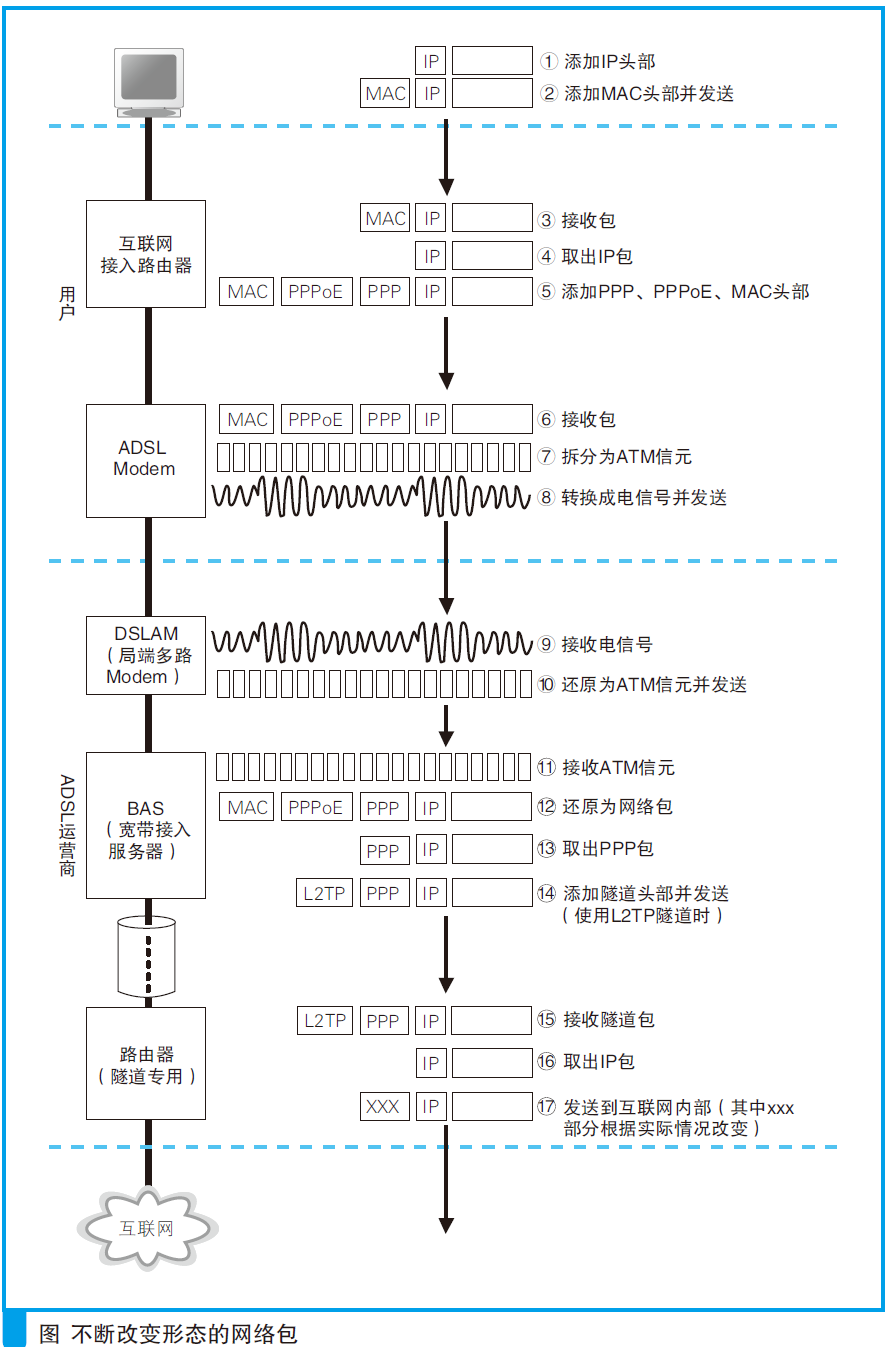 IP ① 添加IP头部
MAC IP ② 添加MAC头部并发送
用户
互联网
接入路由器
MAC IP ③ 接收包
IP ④ 取出IP包
MAC PPPoE PPP IP ⑤ 添加PPP、PPPoE、MAC头部
ADSL
Modem
MAC PPPoE PPP IP ⑥ 接收包
⑦ 拆分为ATM信元
⑧ 转换成电信号并发送
ADSL运营商
DSLAM
（局端多路
Modem）
⑨ 接收电信号
⑩ 还原为ATM信元并发送
BAS
（宽带接入
服务器）
⑪ 接收ATM信元
MAC PPPoE PPP IP ⑫ 还原为网络包
PPP IP ⑬ 取出PPP包
L2TP PPP IP ⑭ 添加隧道头部并发送
（使用L2TP隧道时）
路由器
（隧道专用）
L2TP PPP IP ⑮ 接收隧道包
IP ⑯ 取出IP包
XXX IP ⑰ 发送到互联网内部（其中xxx
部分根据实际情况改变）
互联网
图 不断改变形态的网络包